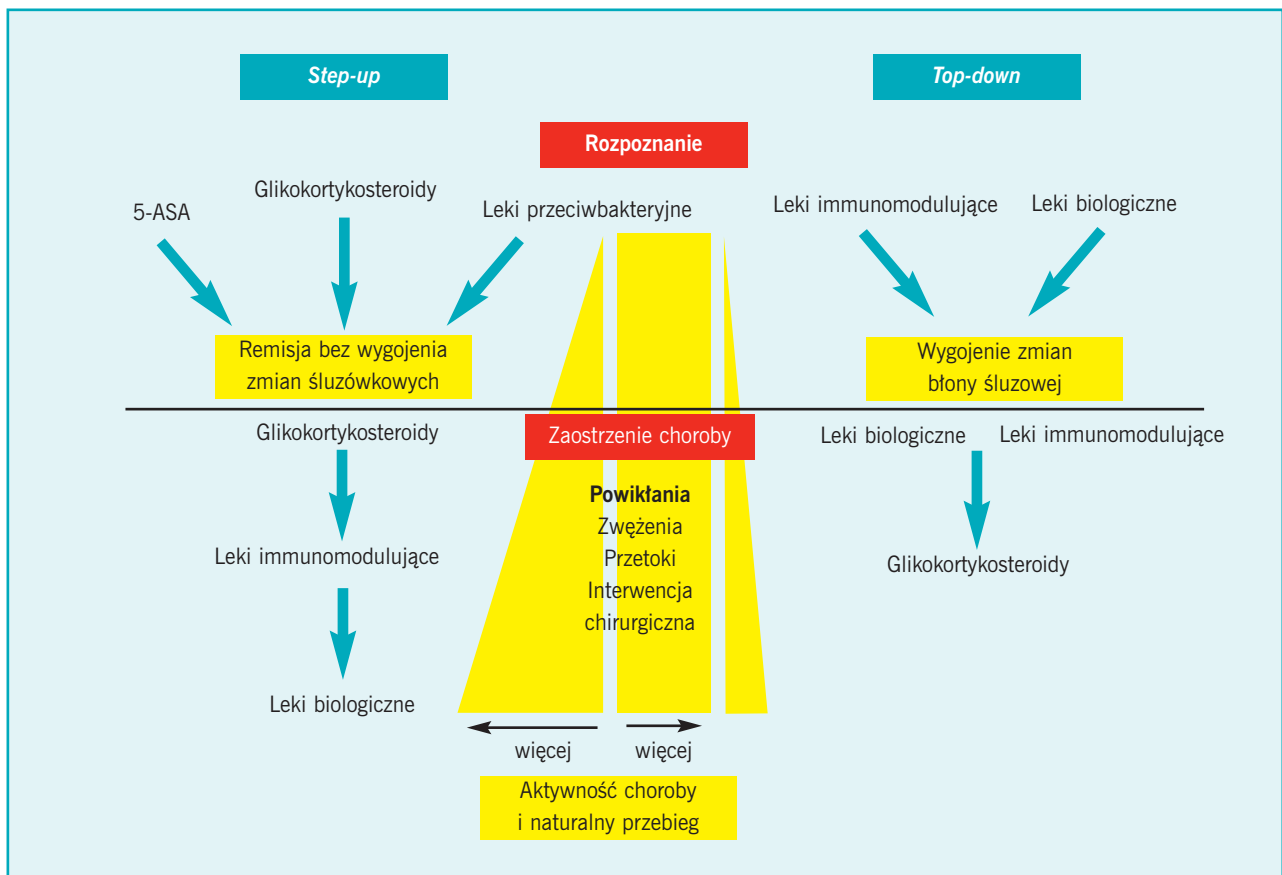 Step-up
Top-down
Rozpoznanie
Glikokortykosteroidy
5-ASA
Leki przeciwbakteryjne
Leki immunomodulujące
Leki biologiczne
Remisja bez wygojenia
zmian śluzówkowych
Wygojenie zmian
błony śluzowej
Glikokortykosteroidy
Zaostrzenie choroby
Leki biologiczne
Leki immunomodulujące
Powikłania
Zwężenia
Przetoki
Interwencja
chirurgiczna
Leki immunomodulujące
Glikokortykosteroidy
Leki biologiczne
więcej
więcej
Aktywność choroby
i naturalny przebieg